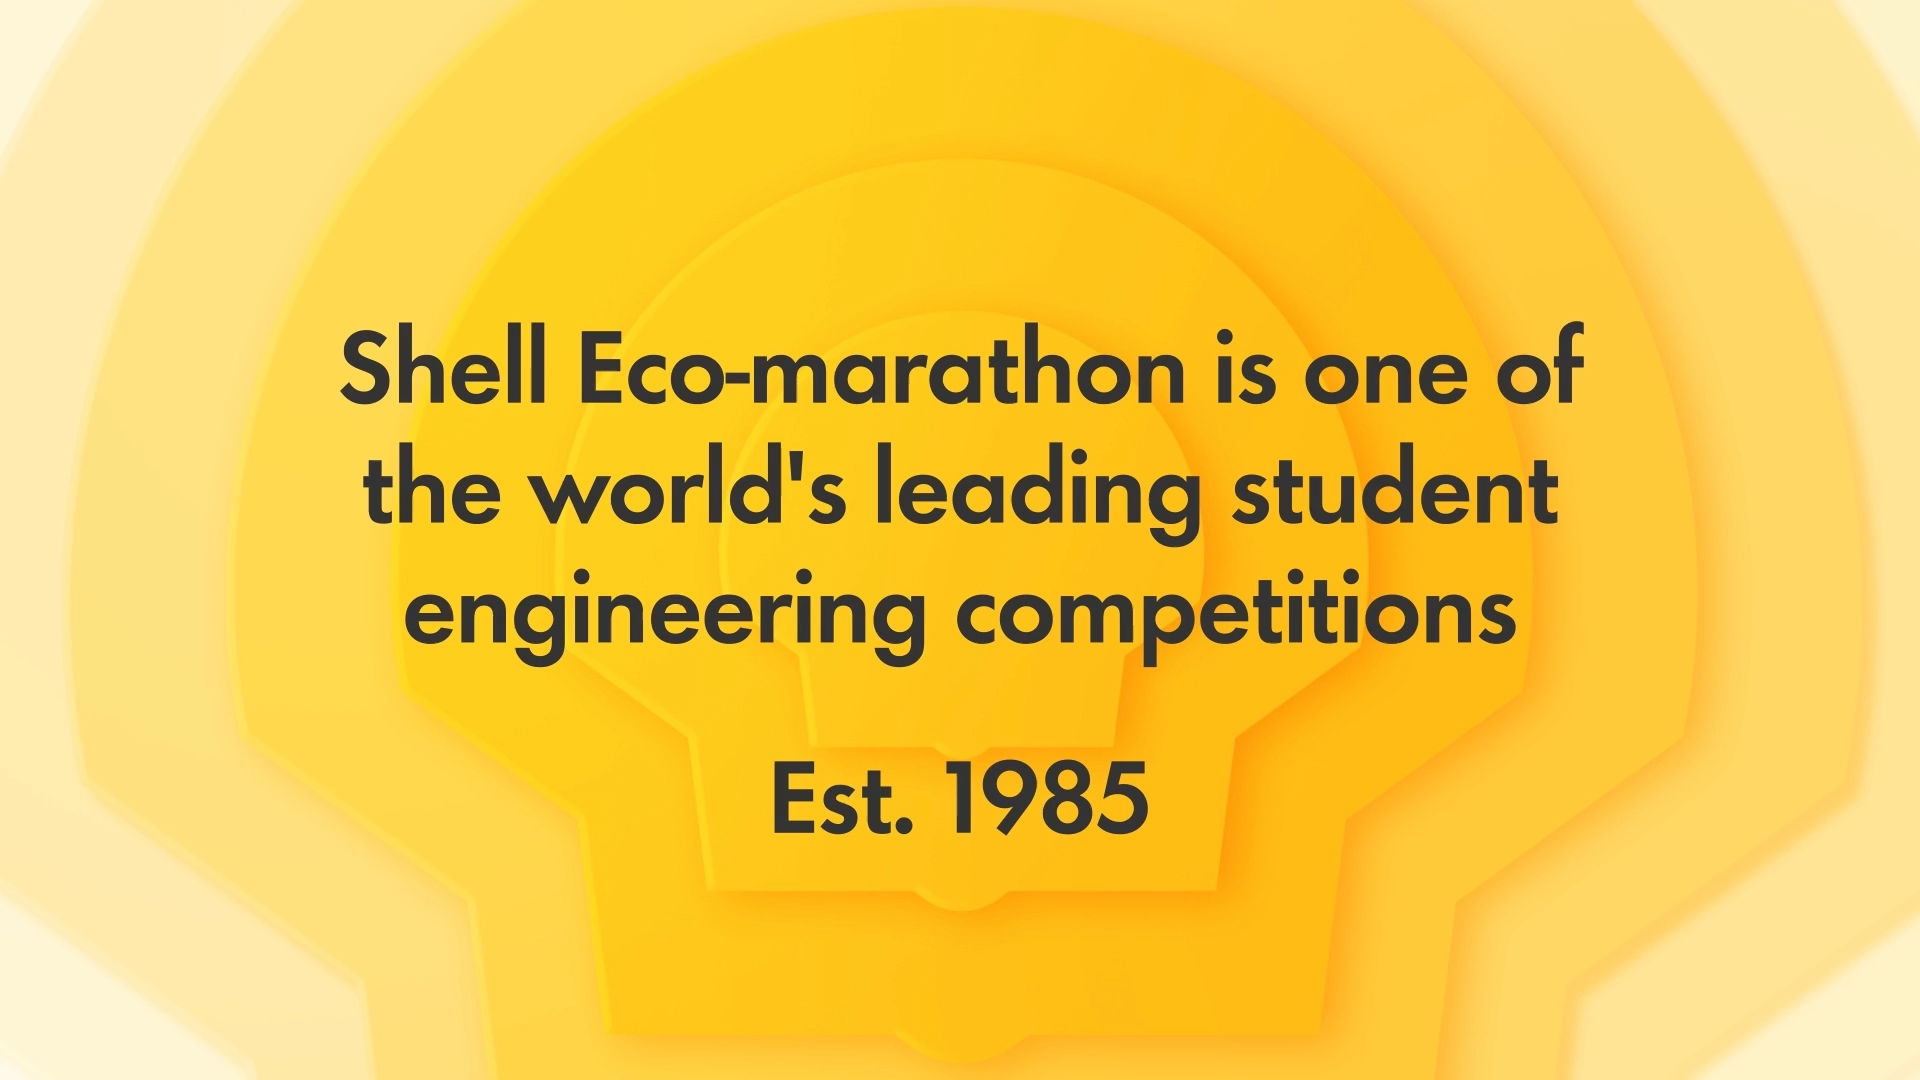 Shell Eco-marathon is one of
the world's leading student
engineering competitions
Est. 1985